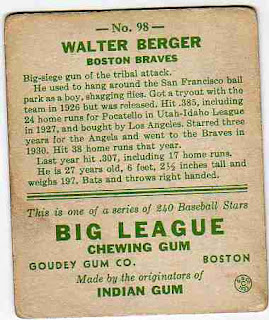 — No. 98 —
WALTER BERGER
BOSTON BRAVES
Big-siege gun of the tribal attack.
He used to hang around the San Francisco ball
park as a boy, shagging flies. Got a tryout with the
team in 1926 but was released. Hit .385, including
24 home runs for Pocatello in Utah-Idaho League
in 1927, and bought by Los Angeles. Starred three
years for the Angels and went to the Braves in
1930. Hit 38 home runs that year.
Last year hit .307, including 17 home runs.
He is 27 years old, 6 feet, 2½ inches tall and
weighs 197. Bats and throws right handed.
This is one of a series of 240 Baseball Stars
BIG LEAGUE
CHEWING GUM
GOUDEY GUM CO. BOSTON
Made by the originators of
INDIAN GUM